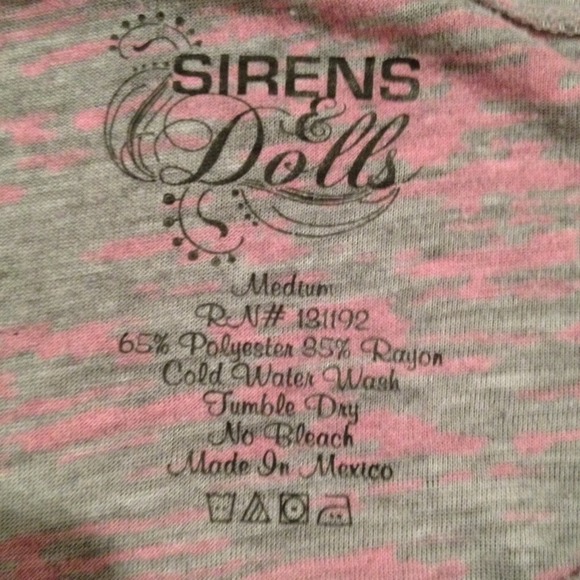 SIRENS
&
Dolls
Medium
RN# 131192
65% Polyester 35% Rayon
Cold Water Wash
Tumble Dry
No Bleach
Made In Mexico